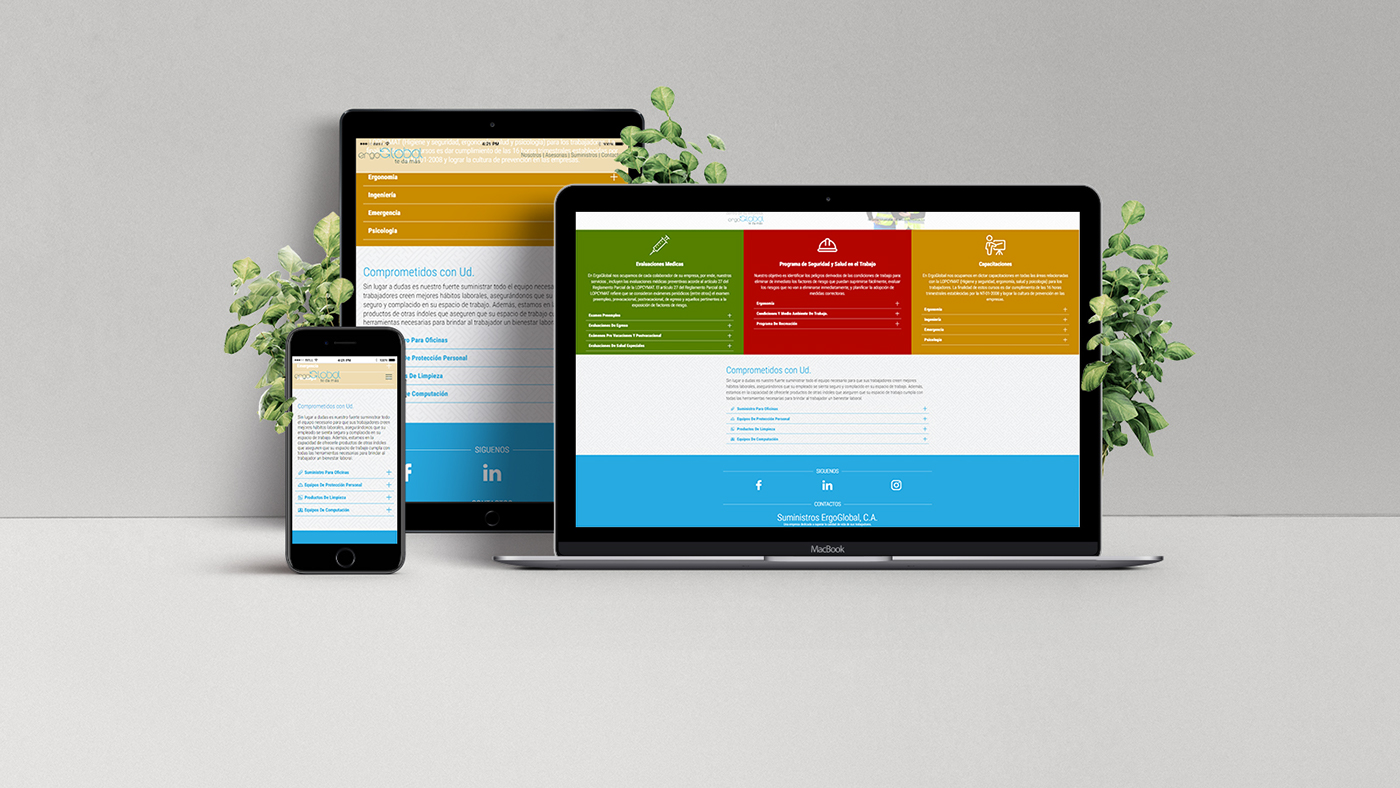 4:21 PM
100%
ergoGlobal
te da más
Nosotros | Asesorías | Suministros |
Ergonomía
Ingeniería
Emergencia
Psicología
Comprometidos con Ud.
Sin lugar a dudas es nuestro fuerte suministrar todo el equipo
trabajadores creen mejores hábitos laborales, asegurándonos que su
seguro y complacido en su espacio de trabajo. Además, estamos en
productos de otras índoles que aseguren que su espacio de trabajo
herramientas necesarias para brindar al trabajador un bienestar
Para Oficinas
De Protección Personal
De Limpieza
Computación
SIGUENOS
4:21 PM
100%
ergoGlobal
te da más
Comprometidos con Ud.
Sin lugar a dudas es nuestro fuerte suministrar todo
el equipo necesario para que sus trabajadores creen
mejores hábitos laborales, asegurándonos que su
empleado se sienta seguro y complacido en su
espacio de trabajo. Además, estamos en la
capacidad de ofrecerle productos de otras índoles
que aseguren que su espacio de trabajo cumpla con
todas las herramientas necesarias para brindar al
trabajador un bienestar laboral.
Suministro Para Oficinas
Equipos De Protección Personal
Productos De Limpieza
Equipos De Computación
ergoGlobal
te da más
Evaluaciones Medicas
En ErgoGlobal nos ocupamos de cada colaborador de su empresa, por ende, nuestros
servicios , incluyen las evaluaciones médicas preventivas acorde al artículo 27 del
Reglamento Parcial de la LOPCYMAT. El artículo 27 del Reglamento Parcial de la
LOPCYMAT refiere que se consideran exámenes periódicos (entre otros) el examen
preempleo, prevacacional, postvacacional, de egreso y aquellos pertinentes a la
exposición de factores de riesgo.
Examen Preempleo
Evaluaciones De Egreso
Exámenes Pre Vacaciones Y Postvacacional
Evaluaciones De Salud Especiales
Programa de Seguridad y Salud en el Trabajo
Nuestro objetivo es identificar los peligros derivados de las condiciones de trabajo para
eliminar de inmediato los factores de riesgo que puedan suprimirse fácilmente, evaluar
los riesgos que no van a eliminarse inmediatamente, y planificar la adopción de
medidas correctoras.
Ergonomía
Condiciones Y Medio Ambiente De Trabajo.
Programa De Recreación
Capacitaciones
En ErgoGlobal nos ocupamos en dictar capacitaciones en todas las áreas relacionadas
con la LOPCYMAT (Higiene y seguridad, ergonomía, salud y psicología) para los
trabajadores. La finalidad de estos cursos es dar cumplimiento de las 16 horas
trimestrales establecidas por la NT-01-2008 y lograr la cultura de prevención en las
empresas.
Ergonomía
Ingeniería
Emergencia
Psicología
Comprometidos con Ud.
Sin lugar a dudas es nuestro fuerte suministrar todo el equipo necesario para que sus trabajadores creen mejores
hábitos laborales, asegurándonos que su empleado se sienta seguro y complacido en su espacio de trabajo. Además,
estamos en la capacidad de ofrecerle productos de otras índoles que aseguren que su espacio de trabajo cumpla con
todas las herramientas necesarias para brindar al trabajador un bienestar laboral.
Suministro Para Oficinas
Equipos De Protección Personal
Productos De Limpieza
Equipos De Computación
SIGUENOS
CONTACTOS
Suministros ErgoGlobal, C.A.
MacBook